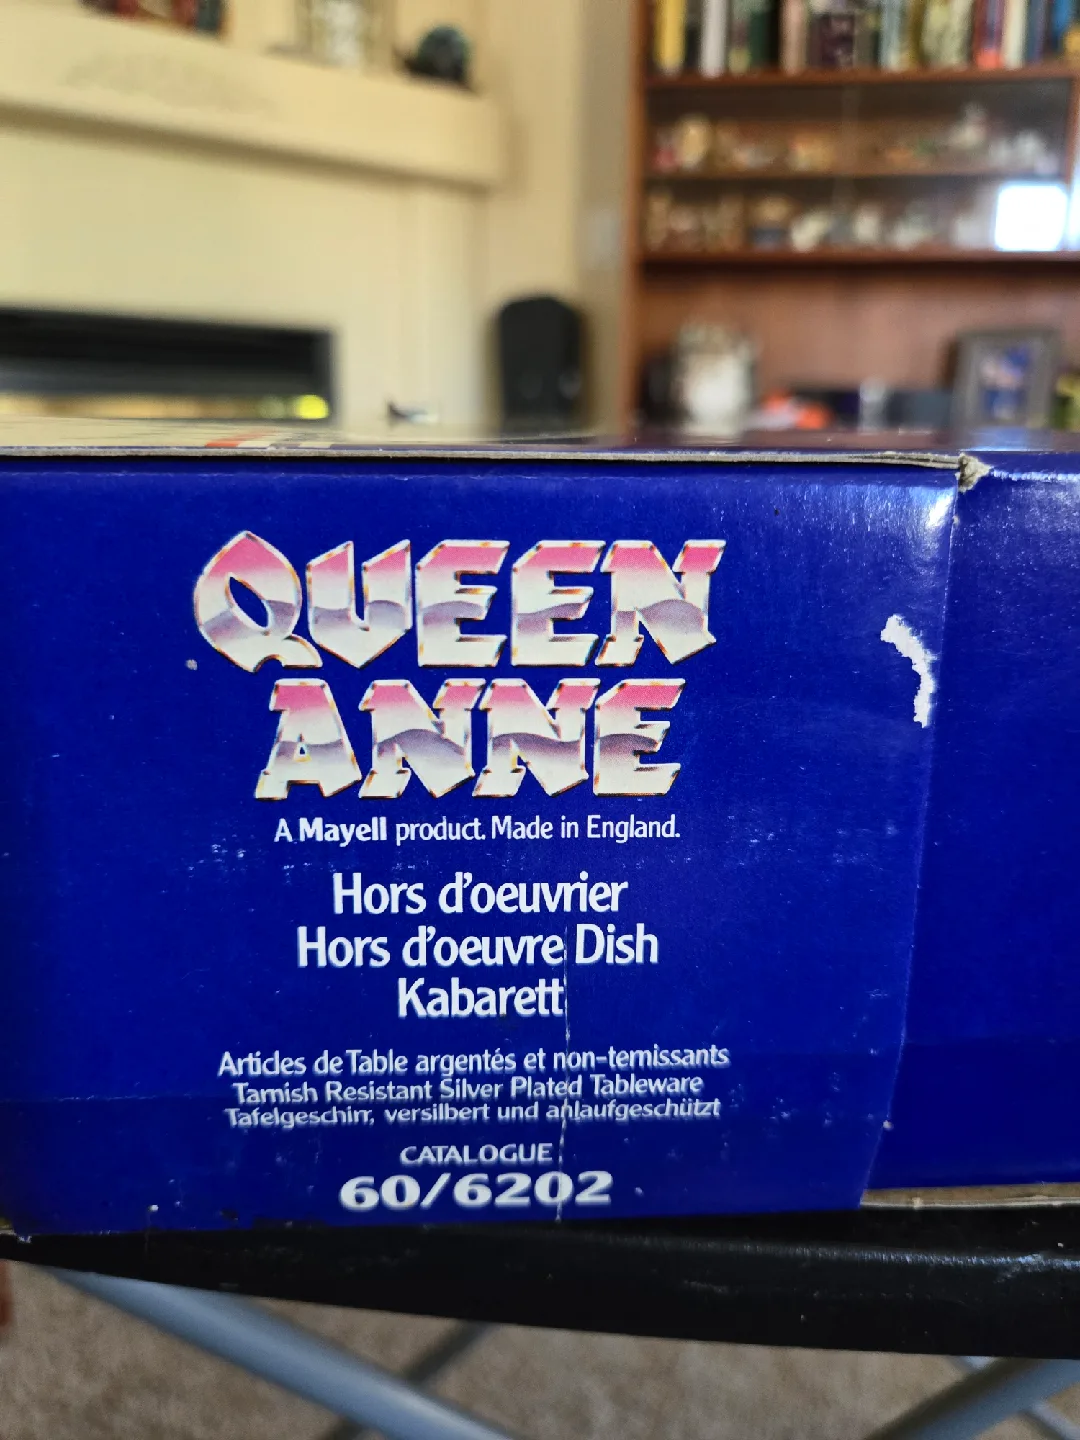 QUEEN
ANNE
A Mayell product. Made in England.
Hors d'oeuvrier
Hors d'oeuvre Dish
Kabarett
Articles de Table argentés et non-ternissants
Tarnish Resistant Silver Plated Tableware
Tafelgeschirr, versilbert und anlaufgeschützt
CATALOGUE
60/6202